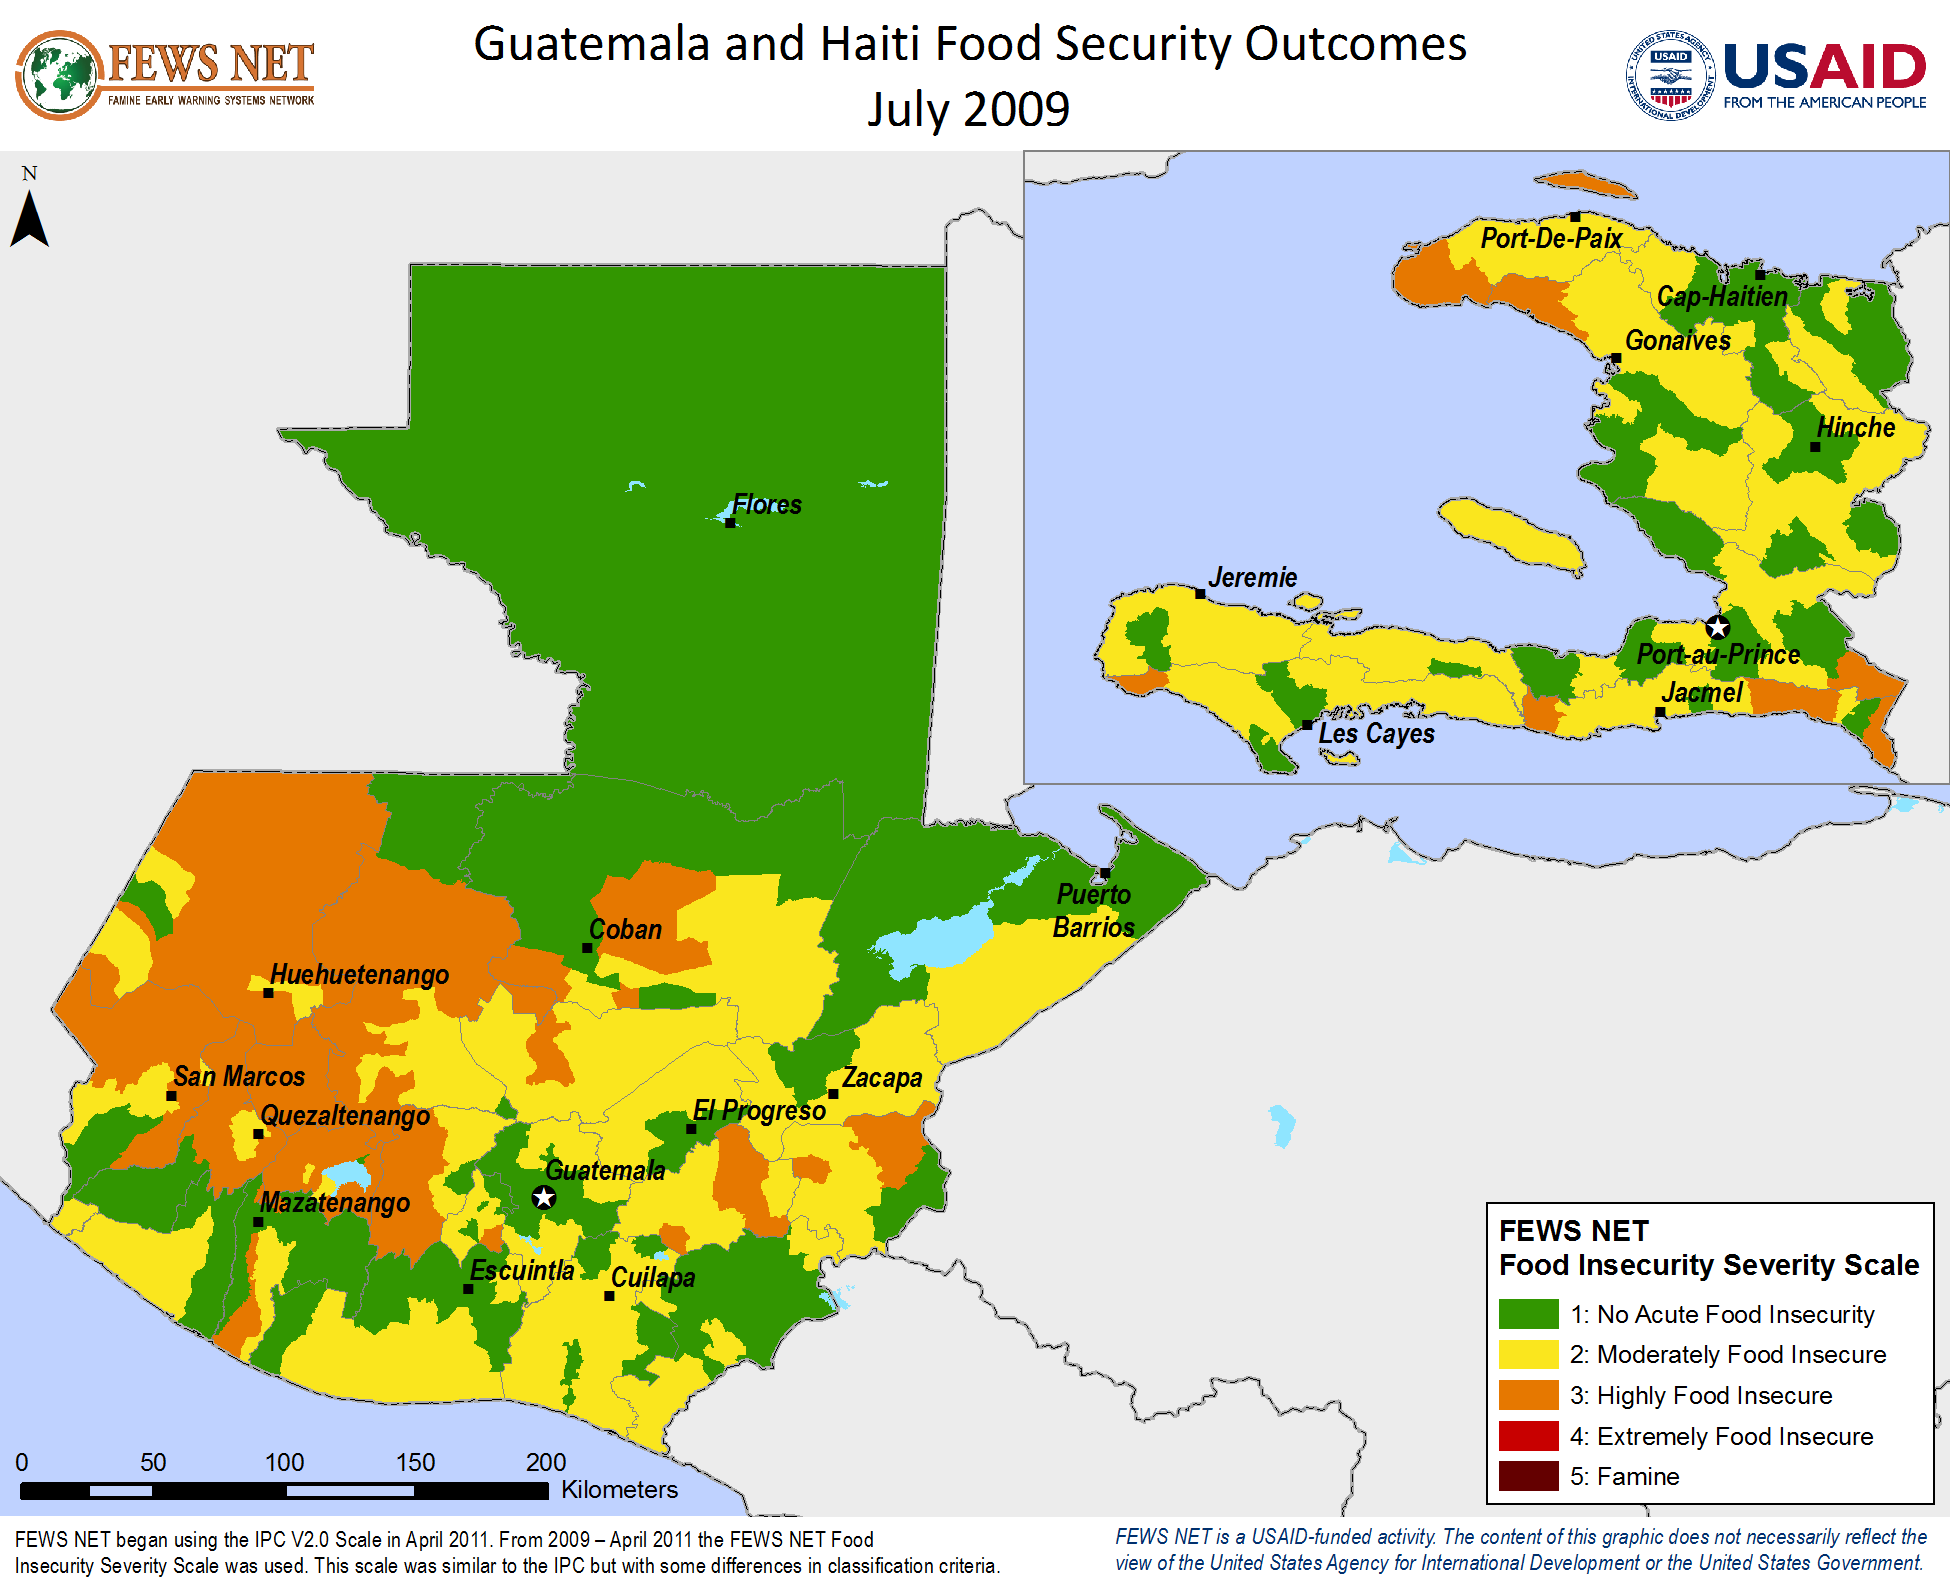 FEWS NET
FAMINE EARLY WARNING SYSTEMS NETWORK
Guatemala and Haiti Food Security Outcomes
July 2009
UNITED STATES AGENCY
USAID
INTERNATIONAL DEVELOPMENT
USAID
FROM THE AMERICAN PEOPLE
N
Port-De-Paix
Cap-Haitien
Gonaives
Hinche
Jeremie
Port-au-Prince
Jacmel
Les Cayes
Flores
Puerto
Barrios
Coban
Huehuetenango
San Marcos
Zacapa
Quezaltenango
El Progreso
Guatemala
Mazatenango
Escuintla
Cuilapa
FEWS NET
Food Insecurity Severity Scale
1: No Acute Food Insecurity
2: Moderately Food Insecure
3: Highly Food Insecure
4: Extremely Food Insecure
5: Famine
0 50 100 150 200
Kilometers
FEWS NET began using the IPC V2.0 Scale in April 2011. From 2009 – April 2011 the FEWS NET Food
Insecurity Severity Scale was used. This scale was similar to the IPC but with some differences in classification criteria.
FEWS NET is a USAID-funded activity. The content of this graphic does not necessarily reflect the
view of the United States Agency for International Development or the United States Government.